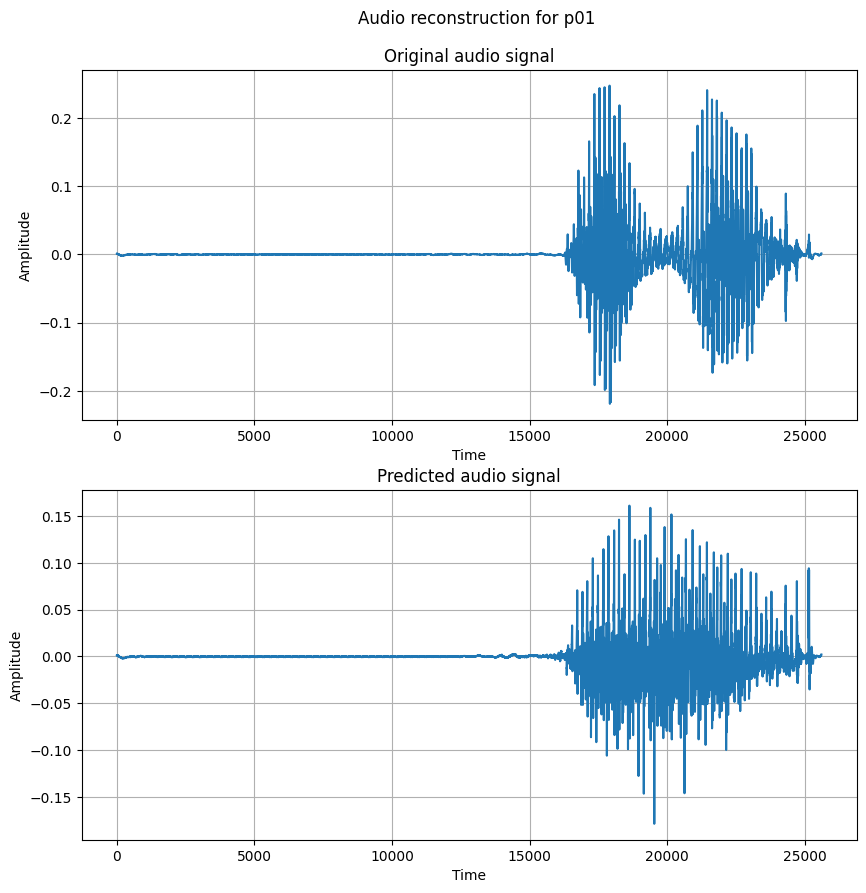 Audio reconstruction for p01
Original audio signal
0.2
0.1
0.0
−0.1
−0.2
Amplitude
0 5000 10000 15000 20000 25000
Time
Predicted audio signal
0.15
0.10
0.05
0.00
−0.05
−0.10
−0.15
Amplitude
0 5000 10000 15000 20000 25000
Time